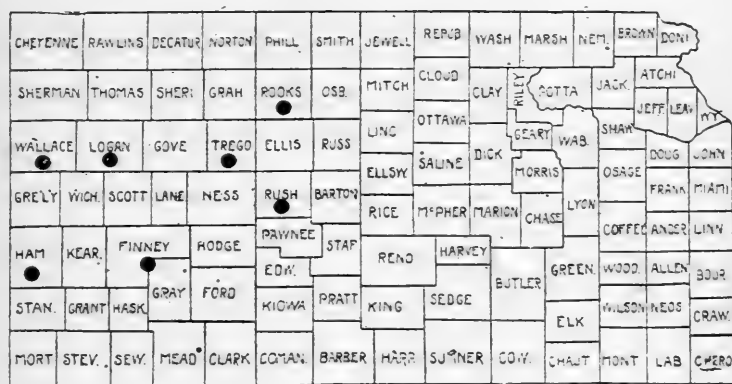 CHEYENNE RAWLINS DECATUR NORTON PHILL SMITH JEWELL REPUB WASH MARSH NEM. BROWN DONI
SHERMAN THOMAS SHERI GRAH ROOKS OSB. MITCH CLOUD CLAY RILEY POTTA JACK. ATCHI
JEFF. LEAV WY
WALLACE LOGAN GOVE TREGO ELLIS RUSS LINC OTTAWA GEARY WAB. SHAW
ELLSW SALINE DICK MORRIS OSAGE DOUG JOHN
GRELY WICH. SCOTT LANE NESS RUSH BARTON RICE McPHER MARION CHASE LYON FRANK MIAMI
HAM KEAR. FINNEY HODGE PAWNEE STAF RENO HARVEY COFFEE ANDER LINN
EDW. BUTLER GREEN. WOOD. ALLEN BOUR.
STAN. GRANT HASK. GRAY FORD KIOWA PRATT KING SEDGE ELK WILSON NEOS CRAW.
MORT STEV. SEW. MEAD CLARK COMAN. BARBER HARP. SUMNER COW. CHAUT MONT LAB CHERO